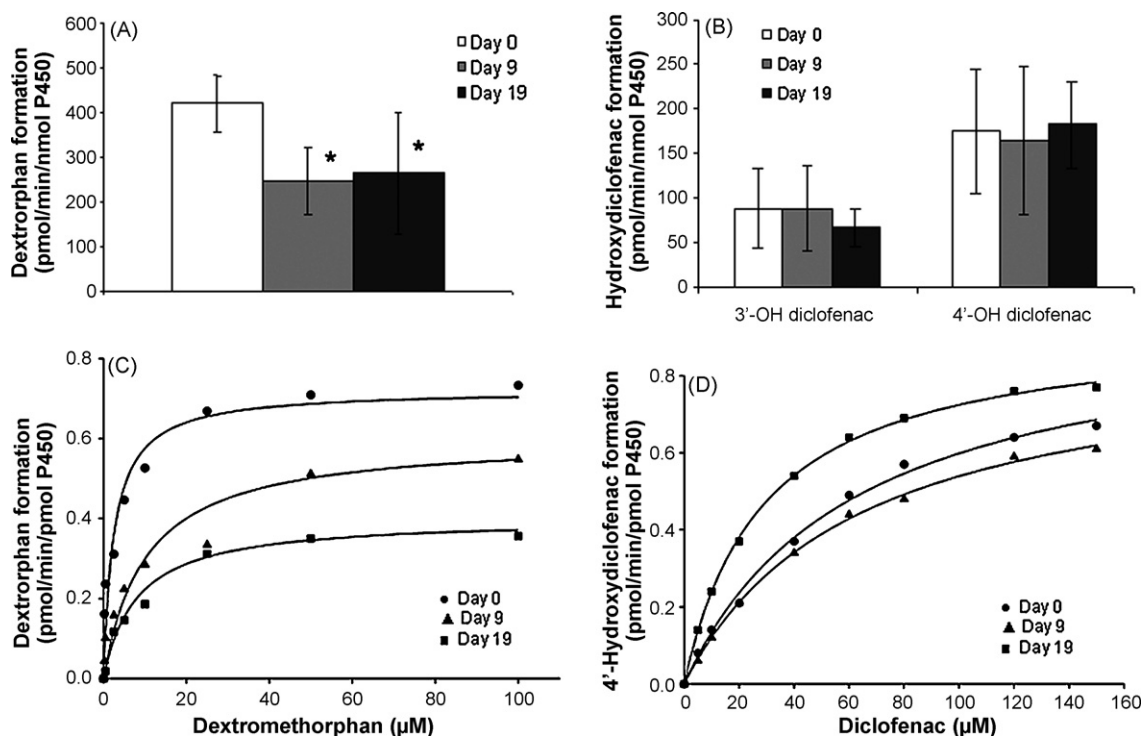 (A)
Dextrorphan formation
(pmol/min/nmol P450)
600
500
400
300
200
100
0
Day 0
Day 9
Day 19
*
*
(B)
Hydroxydiclofenac formation
(pmol/min/nmol P450)
300
250
200
150
100
50
0
Day 0
Day 9
Day 19
3'-OH diclofenac
4'-OH diclofenac
(C)
Dextrorphan formation
(pmol/min/pmol P450)
0.8
0.6
0.4
0.2
0.0
Day 0
Day 9
Day 19
0 20 40 60 80 100
Dextromethorphan (µM)
(D)
4'-Hydroxydiclofenac formation
(pmol/min/pmol P450)
0.8
0.6
0.4
0.2
0.0
Day 0
Day 9
Day 19
0 20 40 60 80 100 120 140 160
Diclofenac (µM)